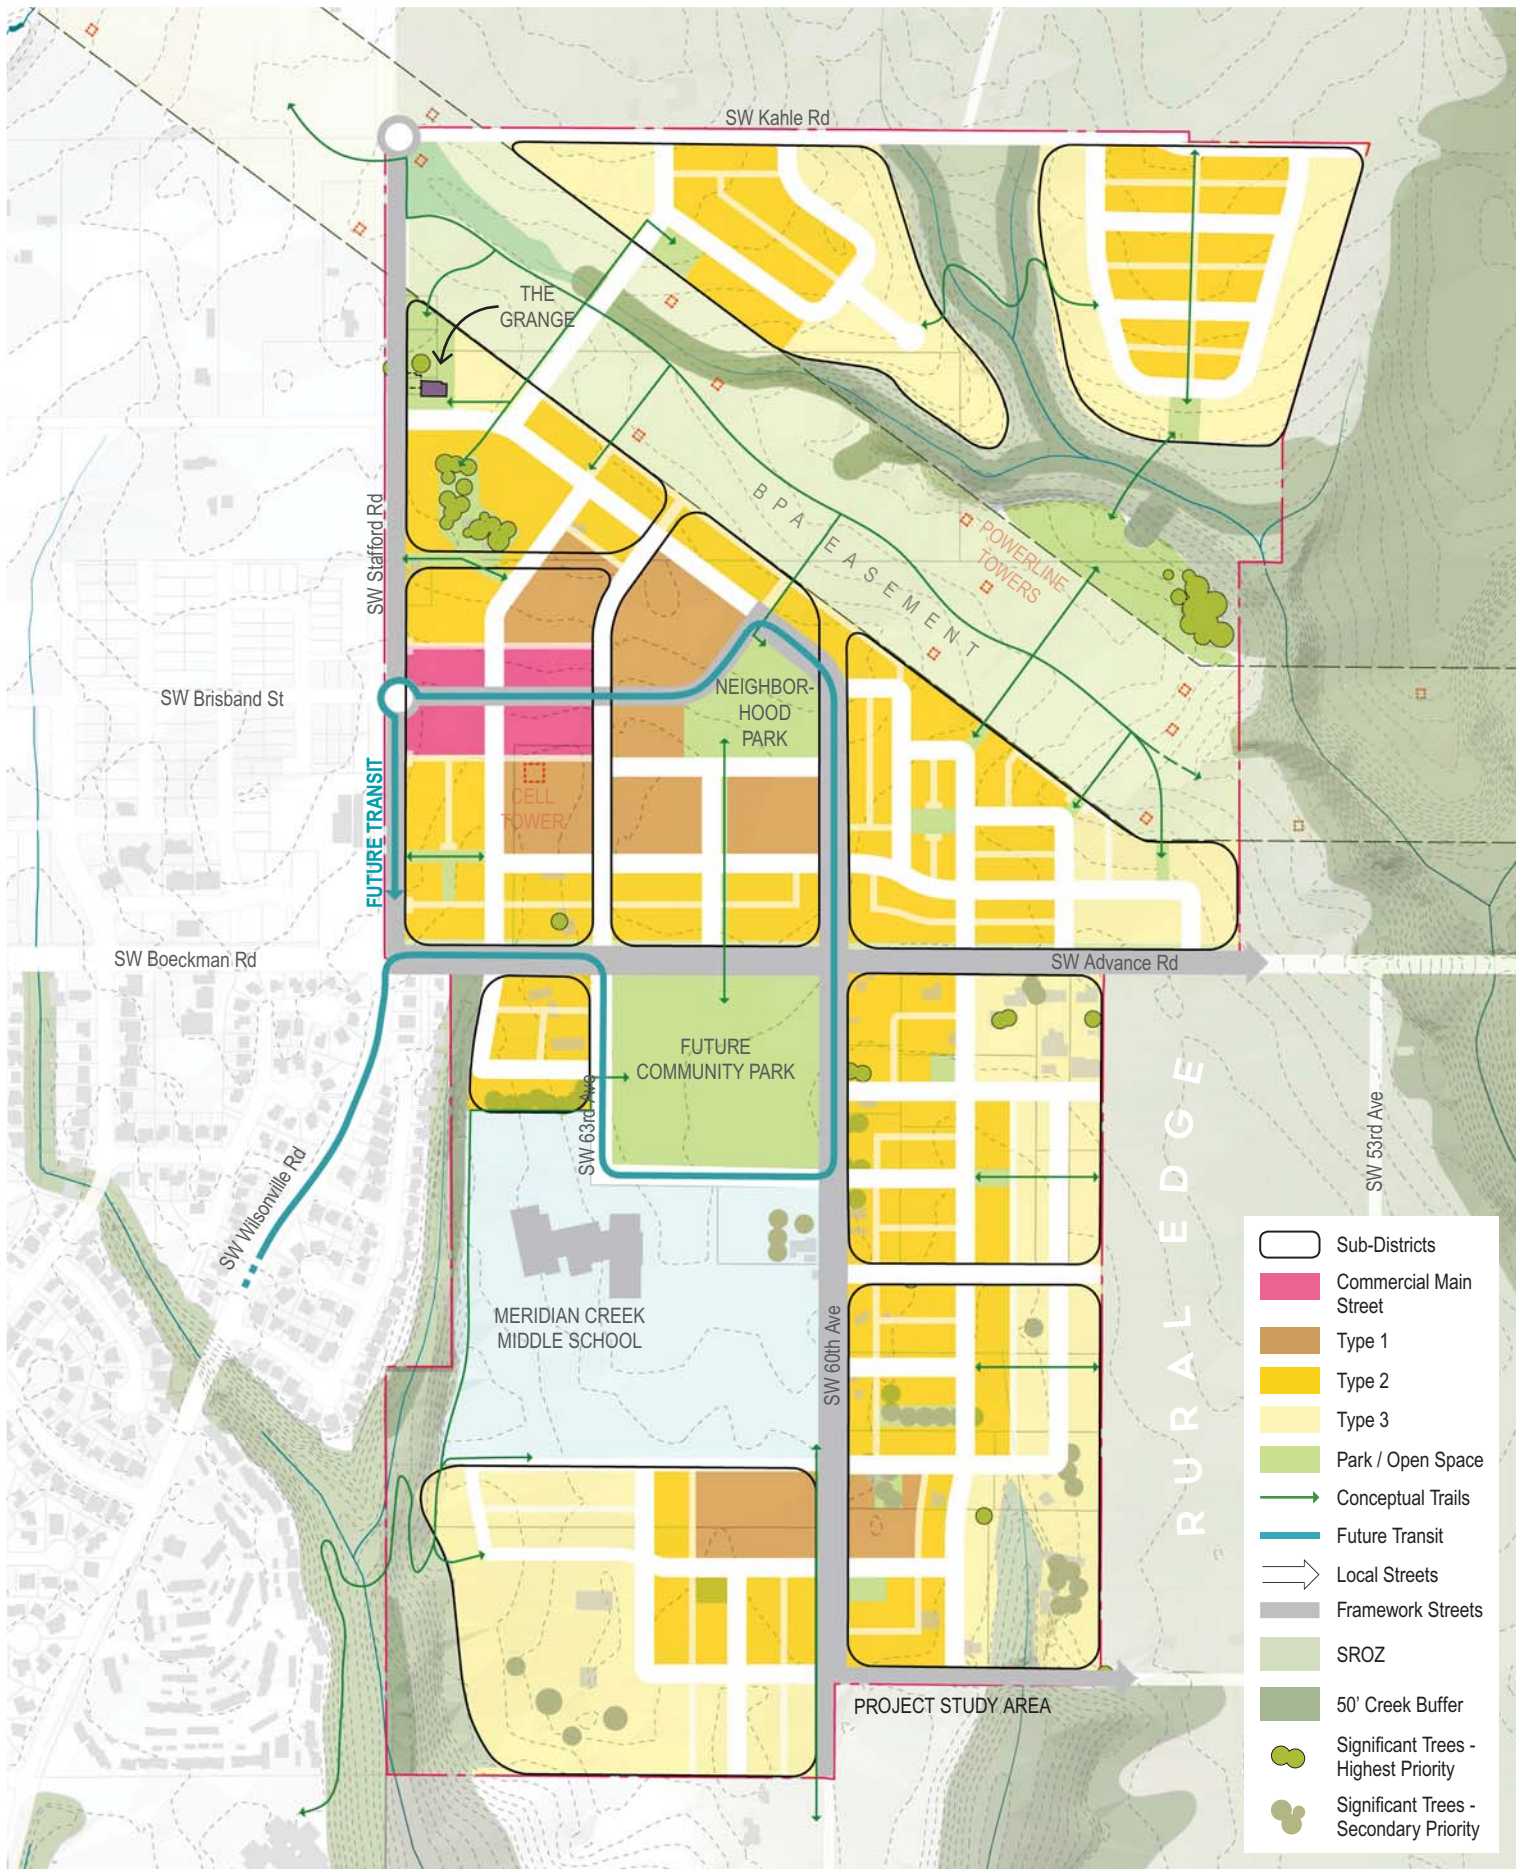 SW Kahle Rd
THE
GRANGE
SW Stafford Rd
BPA EASEMENT
POWERLINE
TOWERS
SW Brisband St
NEIGHBOR-
HOOD
PARK
FUTURE TRANSIT
CELL
TOWER
SW Boeckman Rd
SW Advance Rd
FUTURE
COMMUNITY PARK
SW 63rd Ave
SW Wilsonville Rd
RURAL EDGE
SW 53rd Ave
MERIDIAN CREEK
MIDDLE SCHOOL
SW 60th Ave
PROJECT STUDY AREA
Sub-Districts
Commercial Main
Street
Type 1
Type 2
Type 3
Park / Open Space
Conceptual Trails
Future Transit
Local Streets
Framework Streets
SROZ
50' Creek Buffer
Significant Trees -
Highest Priority
Significant Trees -
Secondary Priority